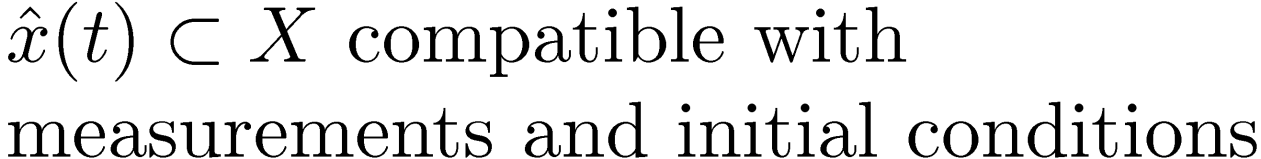 x̂(t) ⊂ X compatible with
measurements and initial conditions